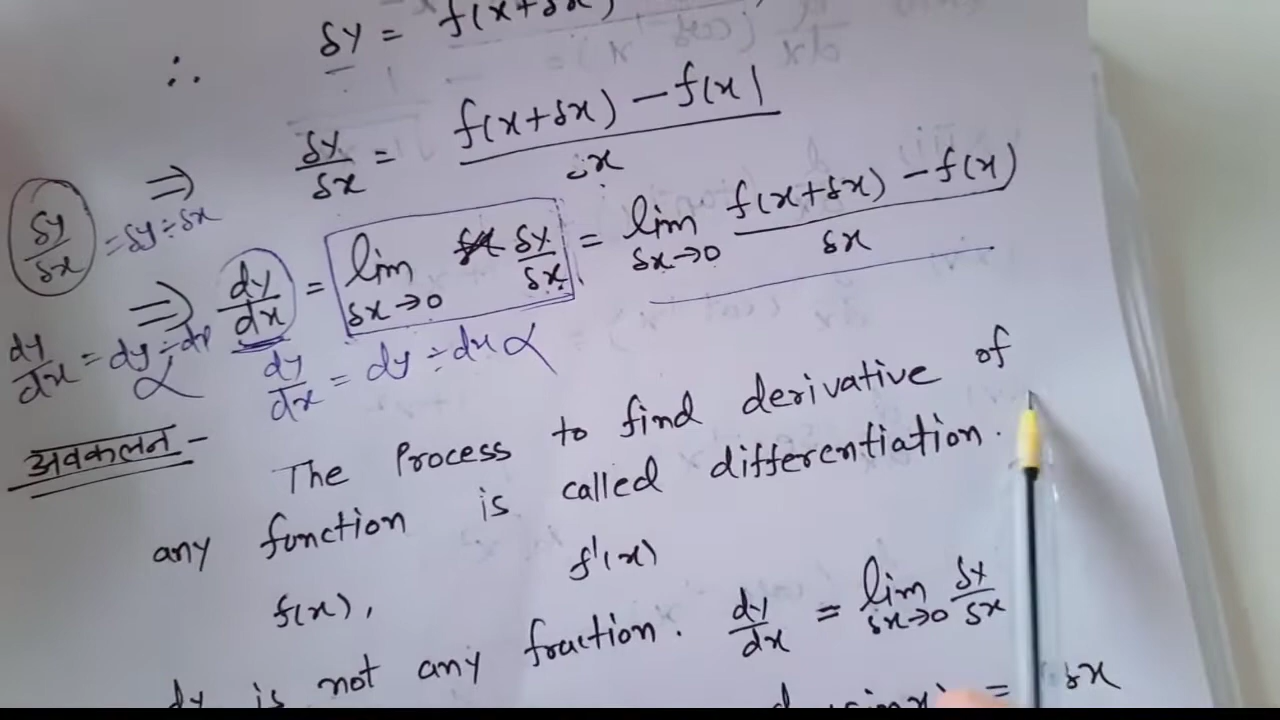 ∴ δy = f(x+δx)
⇒ δy/δx = f(x+δx) - f(x) / δx
δy/δx = δy ÷ δx
⇒ dy/dx = lim δx→0 δy/δx = lim δx→0 f(x+δx) - f(x) / δx
dy/dx = dy ÷ dx α dy/dx = dy ÷ dx α
अवकलन - The Process to find derivative of
any function is called differentiation.
f(x), f'(x)
dy is not any fraction. dy/dx = lim δx→0 δy/δx